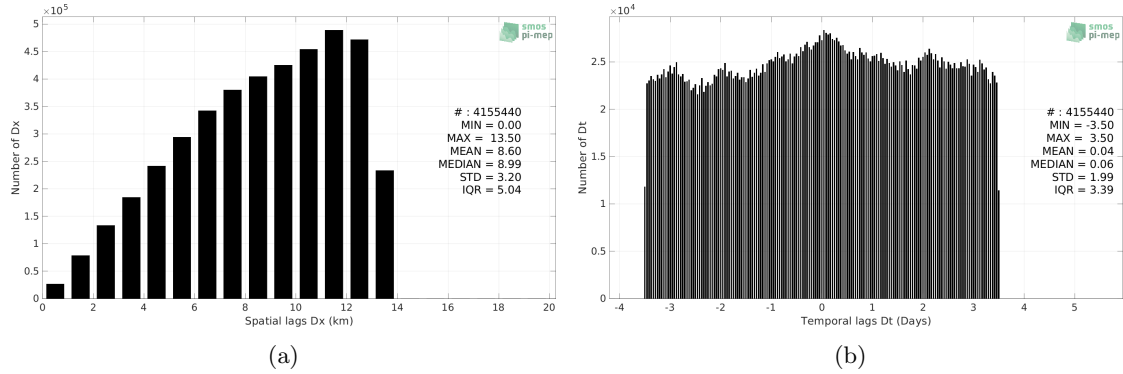 ×10⁵
smos
pi-mep
Number of Dx
5
4.5
4
3.5
3
2.5
2
1.5
1
0.5
0
0 2 4 6 8 10 12 14 16 18 20
Spatial lags Dx (km)
# : 4155440
MIN = 0.00
MAX = 13.50
MEAN = 8.60
MEDIAN = 8.99
STD = 3.20
IQR = 5.04
(a)
×10⁴
smos
pi-mep
Number of Dt
2.5
2
1.5
1
0.5
0
-4 -3 -2 -1 0 1 2 3 4 5
Temporal lags Dt (Days)
# : 4155440
MIN = -3.50
MAX = 3.50
MEAN = 0.04
MEDIAN = 0.06
STD = 1.99
IQR = 3.39
(b)